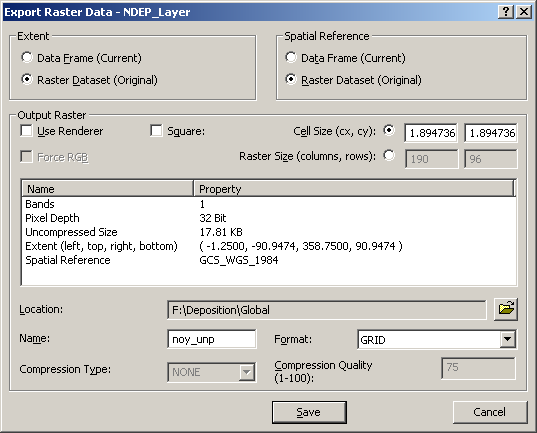 Export Raster Data - NDEP_Layer
Extent
Data Frame (Current)
Raster Dataset (Original)
Spatial Reference
Data Frame (Current)
Raster Dataset (Original)
Output Raster
Use Renderer
Square:
Cell Size (cx, cy):
1.894736
1.894736
Force RGB
Raster Size (columns, rows):
190
96
Name Property
Bands 1
Pixel Depth 32 Bit
Uncompressed Size 17.81 KB
Extent (left, top, right, bottom) ( -1.2500, -90.9474, 358.7500, 90.9474 )
Spatial Reference GCS_WGS_1984
Location: F:\Deposition\Global
Name: noy_unp
Format: GRID
Compression Type: NONE
Compression Quality
(1-100):
75
Save
Cancel